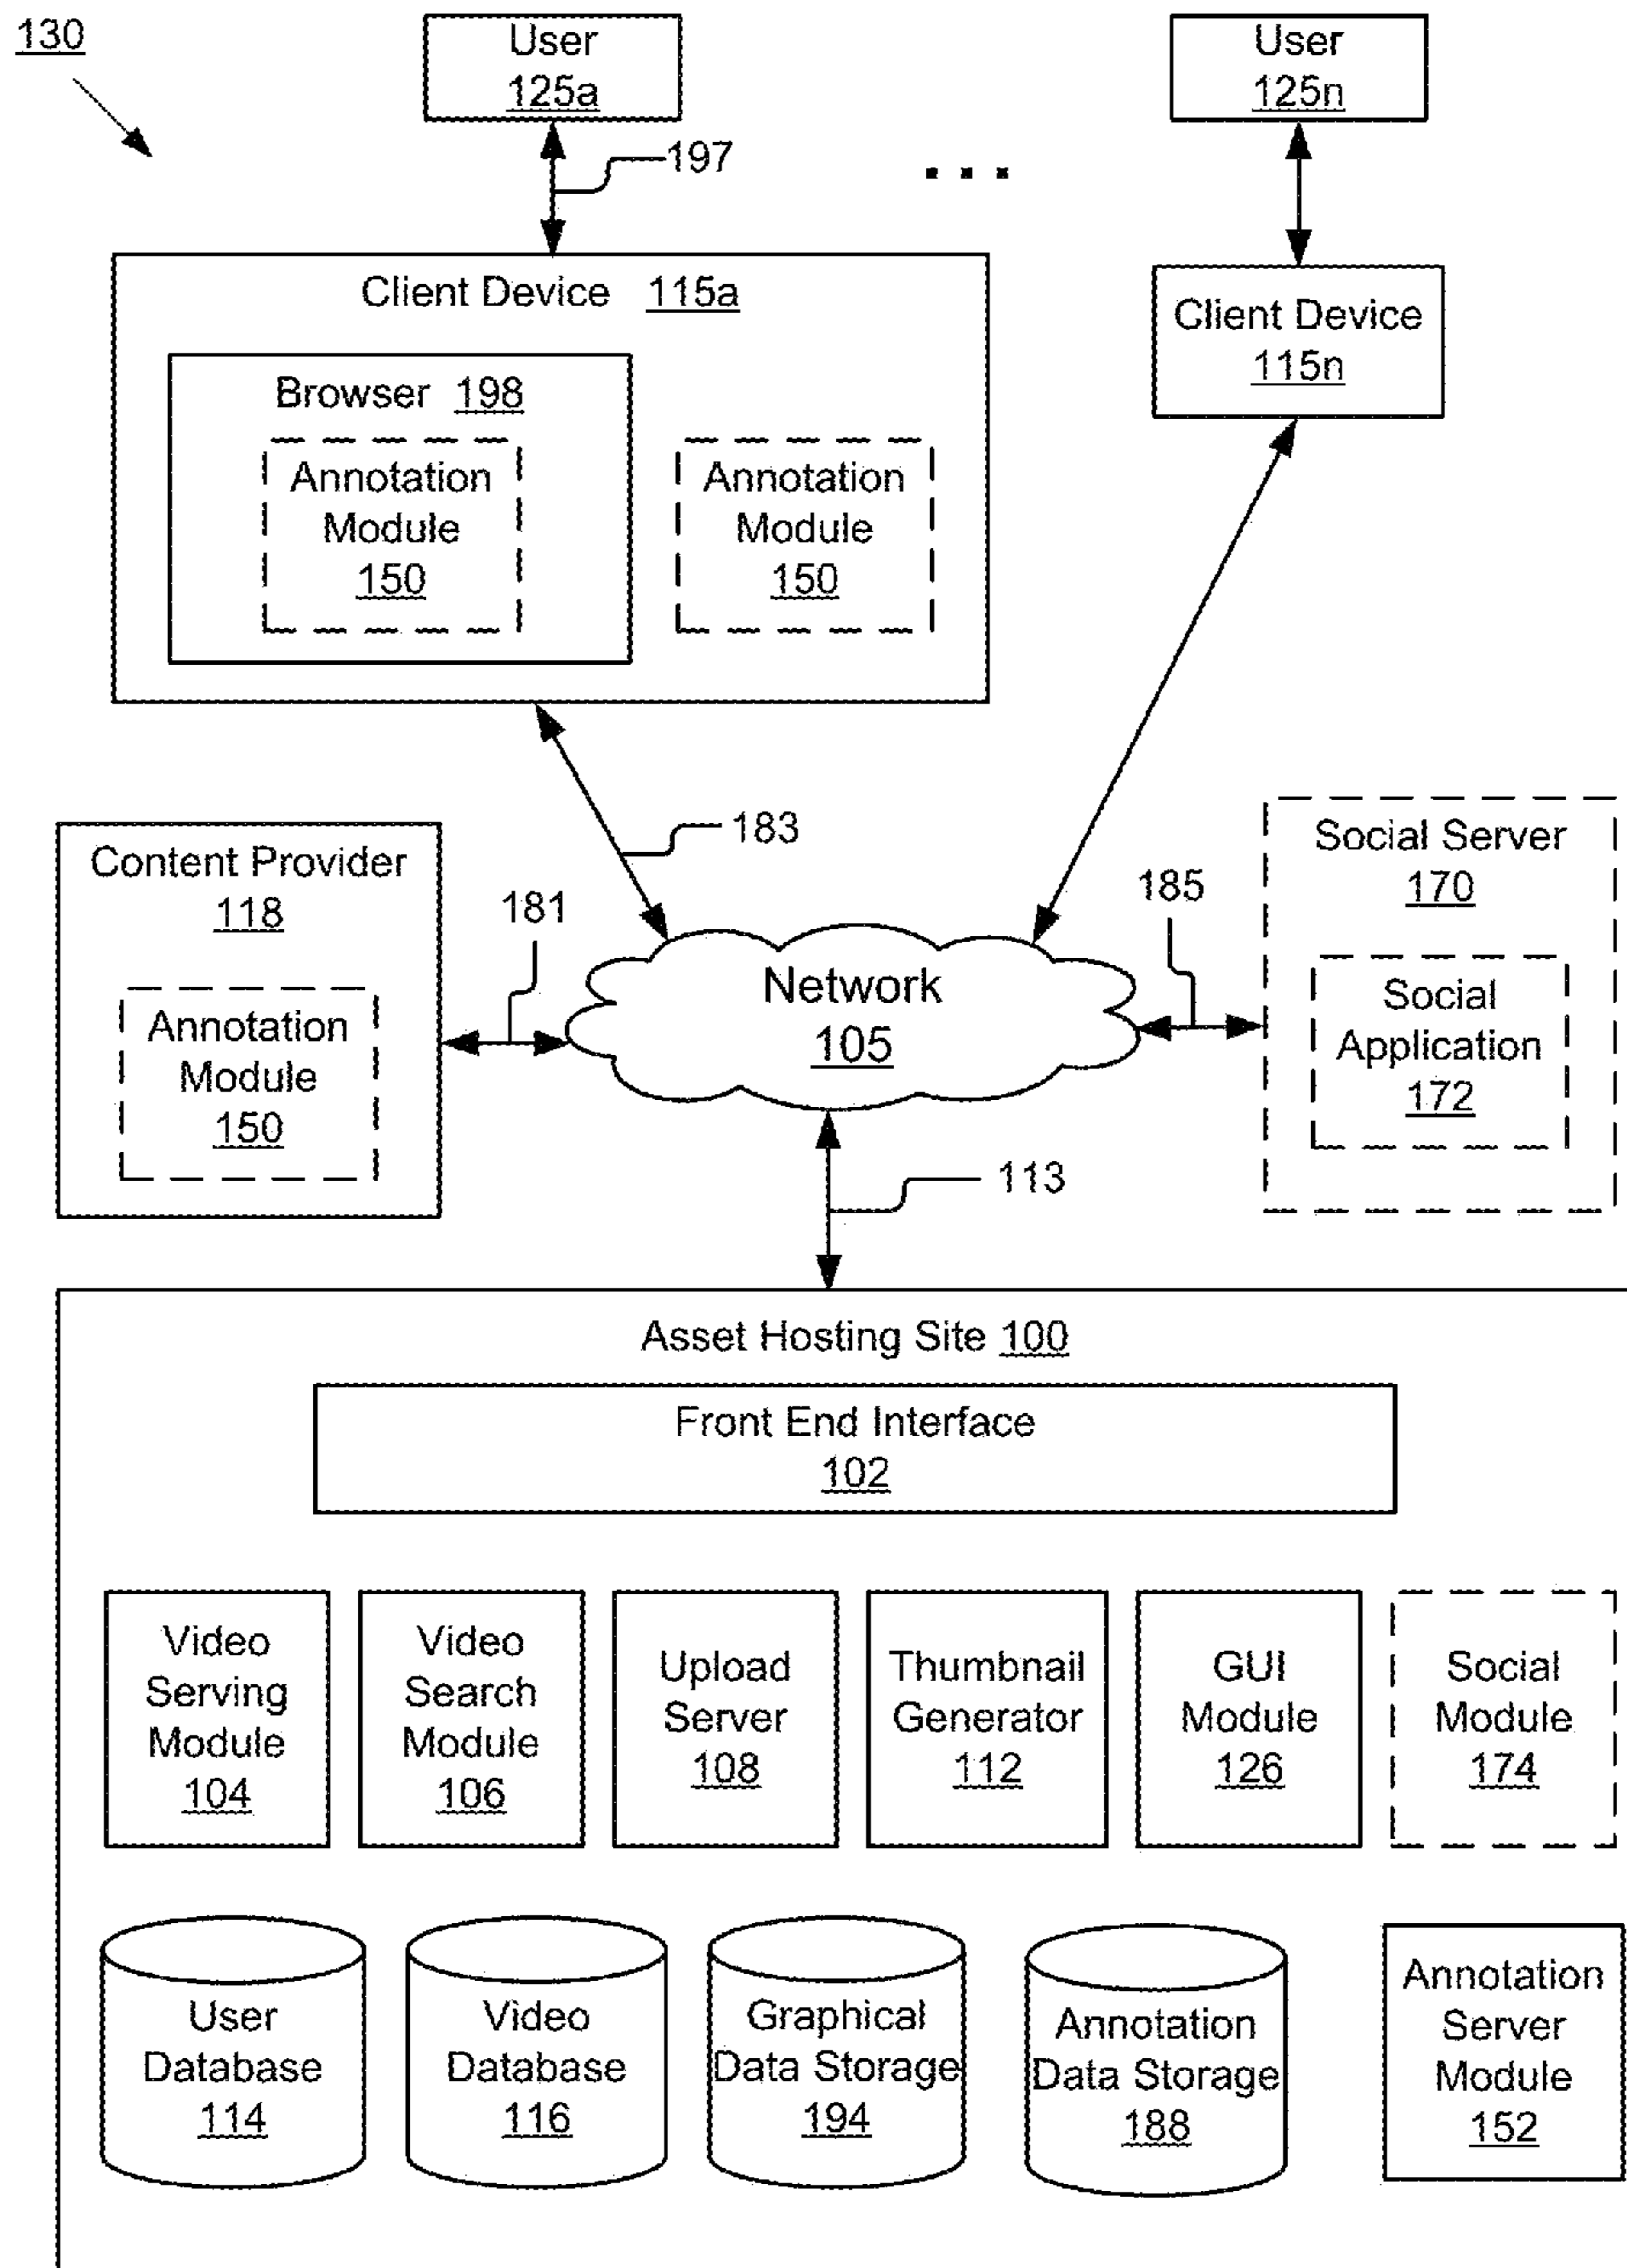 130
User
125a
User
125n
197
. . .
Client Device 115a
Client Device
115n
Browser 198
Annotation
Module
150
Annotation
Module
150
183
Content Provider
118
Annotation
Module
150
181
Network
105
185
Social Server
170
Social
Application
172
113
Asset Hosting Site 100
Front End Interface
102
Video
Serving
Module
104
Video
Search
Module
106
Upload
Server
108
Thumbnail
Generator
112
GUI
Module
126
Social
Module
174
User
Database
114
Video
Database
116
Graphical
Data Storage
194
Annotation
Data Storage
188
Annotation
Server
Module
152